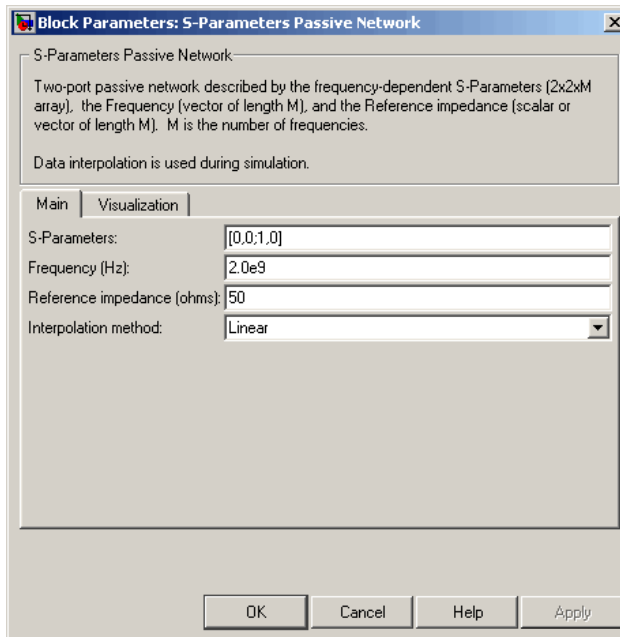 Block Parameters: S-Parameters Passive Network
S-Parameters Passive Network
Two-port passive network described by the frequency-dependent S-Parameters (2x2xM
array), the Frequency (vector of length M), and the Reference impedance (scalar or
vector of length M). M is the number of frequencies.
Data interpolation is used during simulation.
Main Visualization
S-Parameters: [0,0;1,0]
Frequency (Hz): 2.0e9
Reference impedance (ohms): 50
Interpolation method: Linear
OK Cancel Help Apply